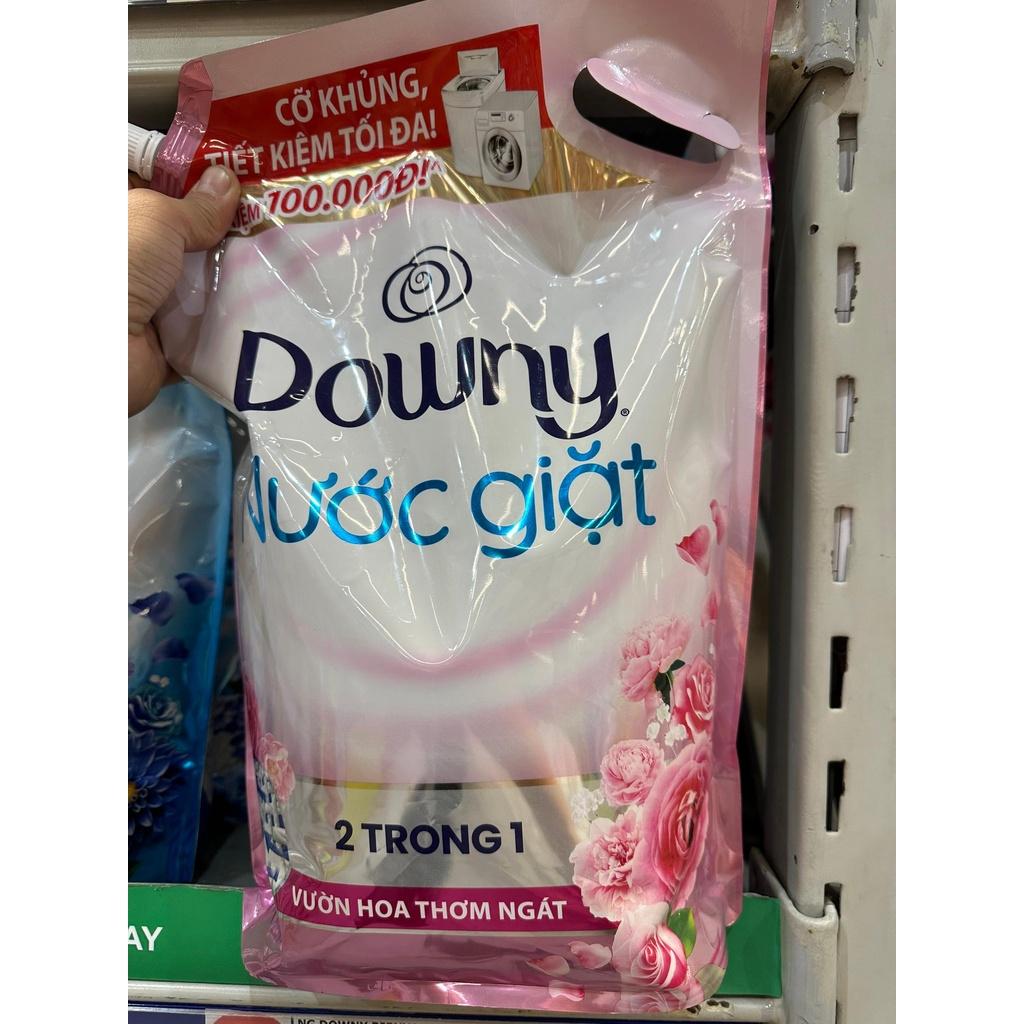 CỠ KHỦNG,
TIẾT KIỆM TỐI ĐA!
100.000Đ!^
Downy®
Nước giặt
2 TRONG 1
VƯỜN HOA THƠM NGÁT
AY
DOWNY